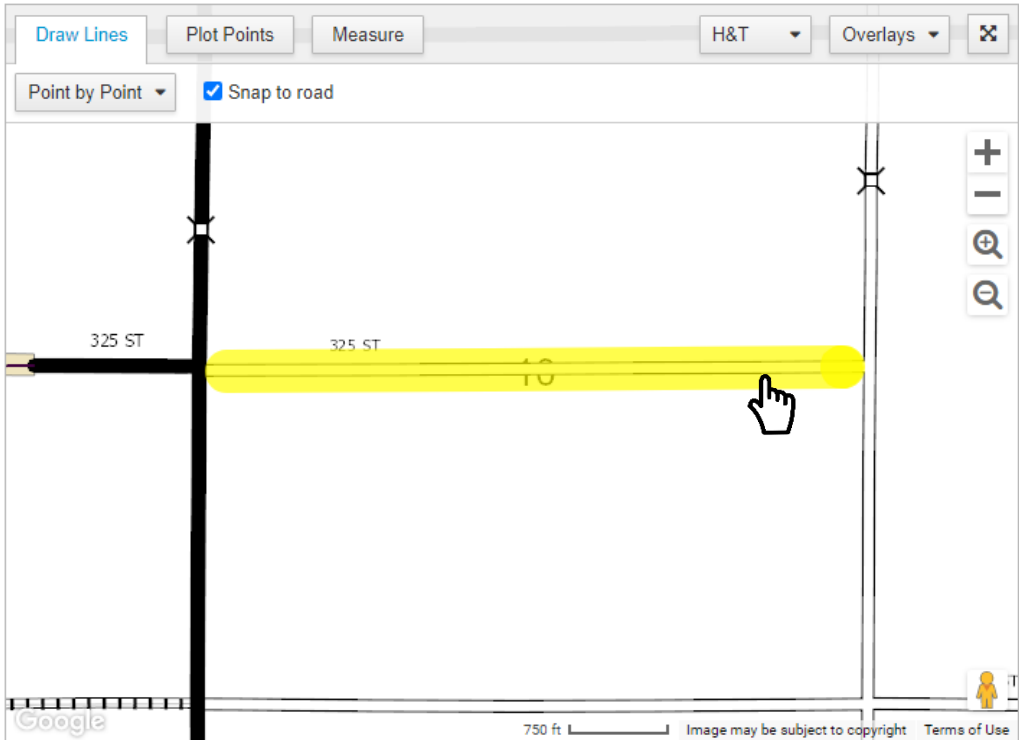 Draw Lines Plot Points Measure H&T Overlays
Point by Point Snap to road
325 ST
325 ST
10
Google
750 ft Image may be subject to copyright Terms of Use